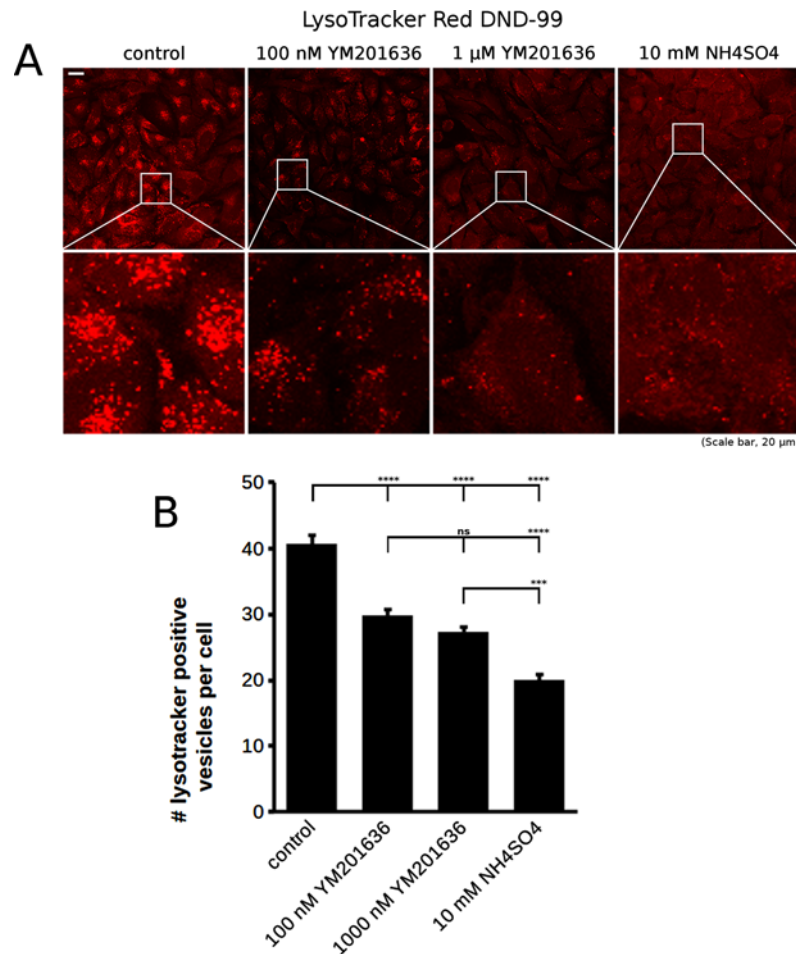 LysoTracker Red DND-99
A
control 100 nM YM201636 1 µM YM201636 10 mM NH4SO4
(Scale bar, 20 µm
B
# lysotracker positive
vesicles per cell
50
40
30
20
10
0
**** **** ****
ns ****
***
control
100 nM YM201636
1000 nM YM201636
10 mM NH4SO4